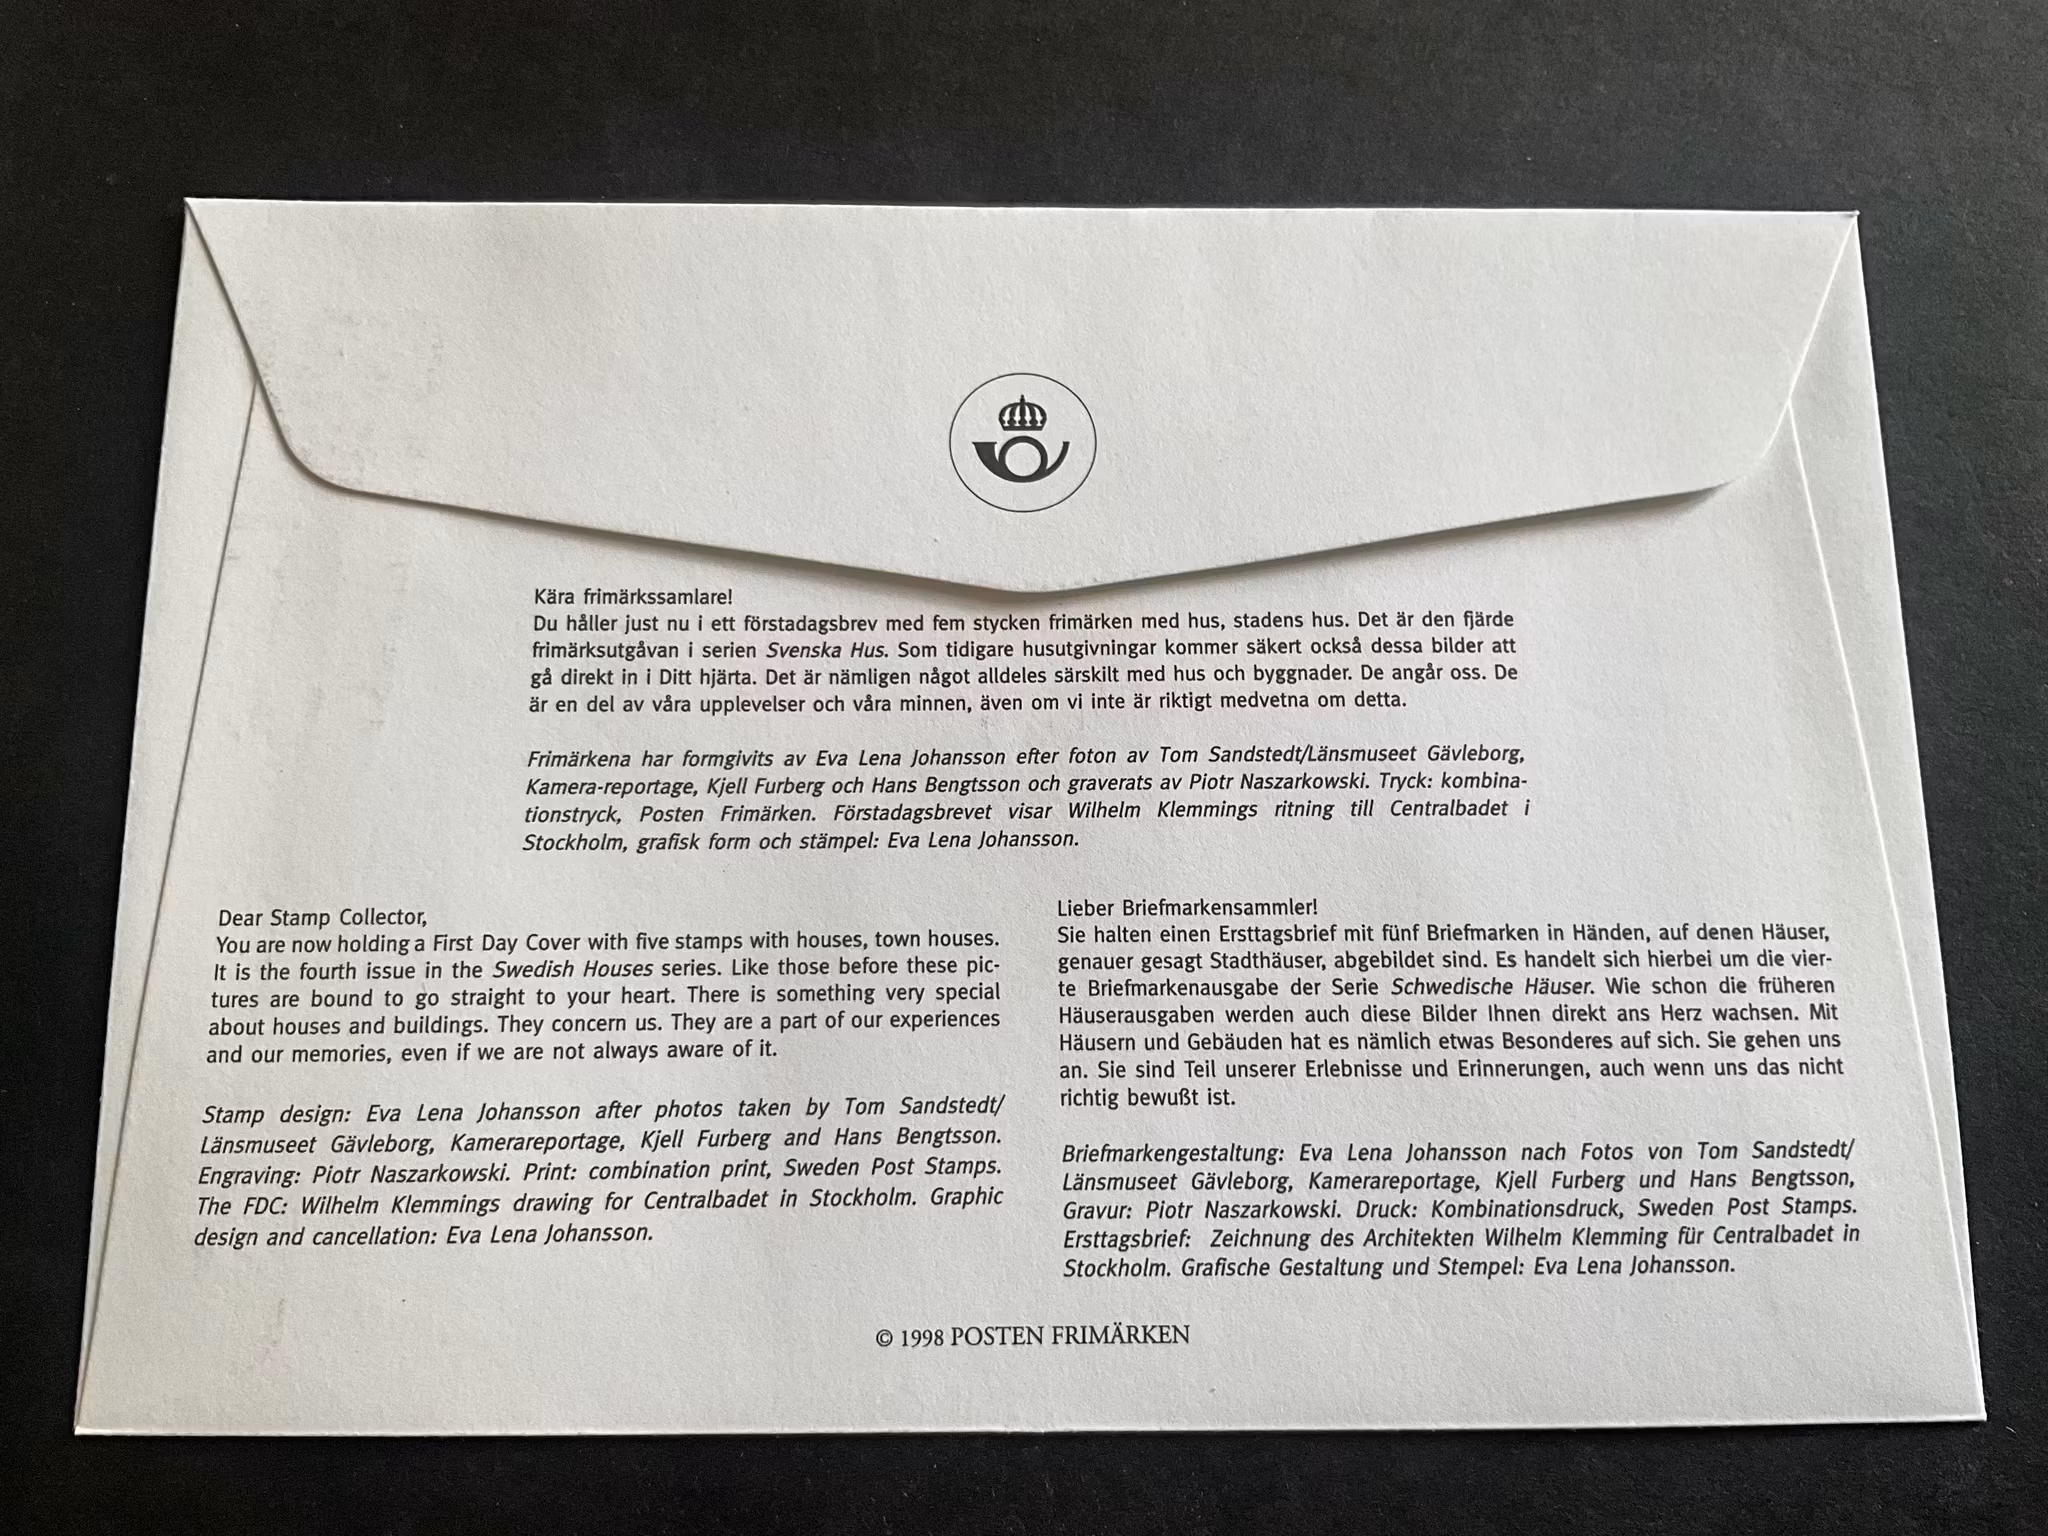 Kära frimärkssamlare!
Du håller just nu i ett förstadagsbrev med fem stycken frimärken med hus, stadens hus. Det är den fjärde
frimärksutgåvan i serien Svenska Hus. Som tidigare husutgivningar kommer säkert också dessa bilder att
gå direkt in i Ditt hjärta. Det är nämligen något alldeles särskilt med hus och byggnader. De angår oss. De
är en del av våra upplevelser och våra minnen, även om vi inte är riktigt medvetna om detta.
Frimärkena har formgivits av Eva Lena Johansson efter foton av Tom Sandstedt/Länsmuseet Gävleborg,
Kamera-reportage, Kjell Furberg och Hans Bengtsson och graverats av Piotr Naszarkowski. Tryck: kombina-
tionstryck, Posten Frimärken. Förstadagsbrevet visar Wilhelm Klemmings ritning till Centralbadet i
Stockholm, grafisk form och stämpel: Eva Lena Johansson.
Dear Stamp Collector,
You are now holding a First Day Cover with five stamps with houses, town houses.
It is the fourth issue in the Swedish Houses series. Like those before these pic-
tures are bound to go straight to your heart. There is something very special
about houses and buildings. They concern us. They are a part of our experiences
and our memories, even if we are not always aware of it.
Stamp design: Eva Lena Johansson after photos taken by Tom Sandstedt/
Länsmuseet Gävleborg, Kamerareportage, Kjell Furberg and Hans Bengtsson.
Engraving: Piotr Naszarkowski. Print: combination print, Sweden Post Stamps.
The FDC: Wilhelm Klemmings drawing for Centralbadet in Stockholm. Graphic
design and cancellation: Eva Lena Johansson.
Lieber Briefmarkensammler!
Sie halten einen Ersttagsbrief mit fünf Briefmarken in Händen, auf denen Häuser,
genauer gesagt Stadthäuser, abgebildet sind. Es handelt sich hierbei um die vier-
te Briefmarkenausgabe der Serie Schwedische Häuser. Wie schon die früheren
Häuserausgaben werden auch diese Bilder Ihnen direkt ans Herz wachsen. Mit
Häusern und Gebäuden hat es nämlich etwas Besonderes auf sich. Sie gehen uns
an. Sie sind Teil unserer Erlebnisse und Erinnerungen, auch wenn uns das nicht
richtig bewußt ist.
Briefmarkengestaltung: Eva Lena Johansson nach Fotos von Tom Sandstedt/
Länsmuseet Gävleborg, Kamerareportage, Kjell Furberg und Hans Bengtsson,
Gravur: Piotr Naszarkowski. Druck: Kombinationsdruck, Sweden Post Stamps.
Ersttagsbrief: Zeichnung des Architekten Wilhelm Klemming für Centralbadet in
Stockholm. Grafische Gestaltung und Stempel: Eva Lena Johansson.
© 1998 POSTEN FRIMÄRKEN